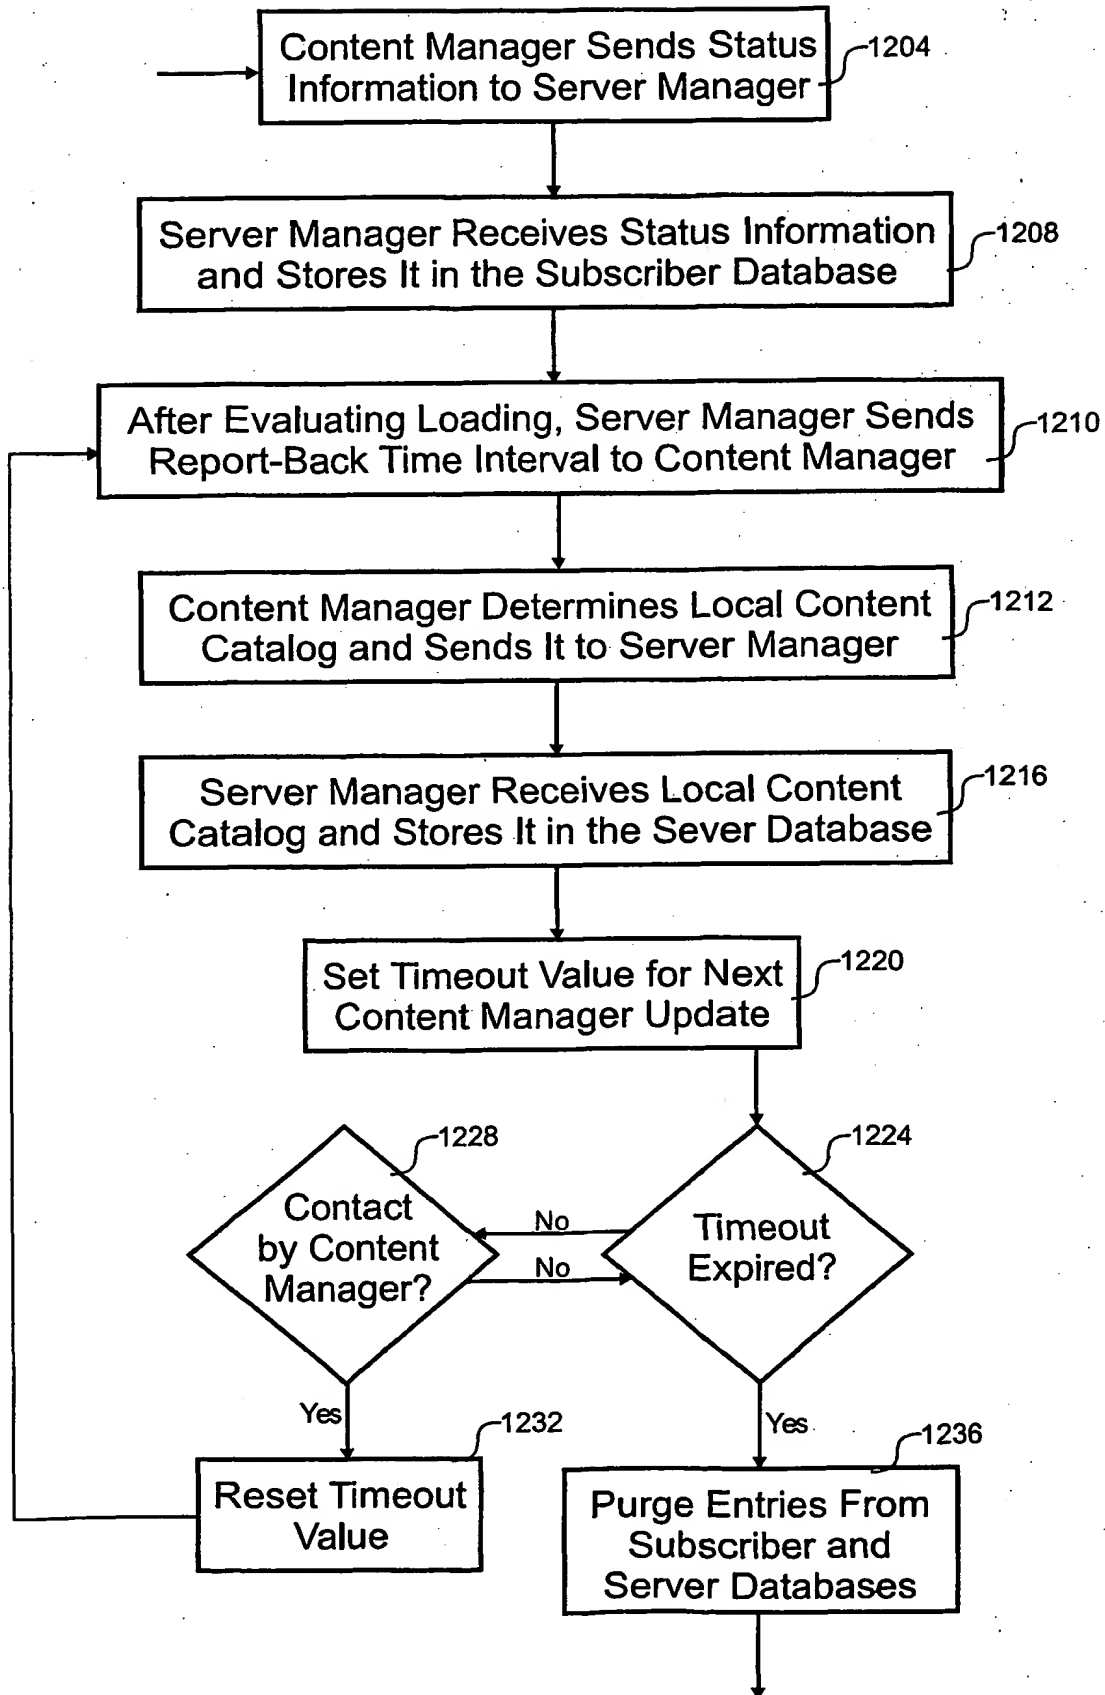 Content Manager Sends Status
Information to Server Manager
1204
Server Manager Receives Status Information
and Stores It in the Subscriber Database
1208
After Evaluating Loading, Server Manager Sends
Report-Back Time Interval to Content Manager
1210
Content Manager Determines Local Content
Catalog and Sends It to Server Manager
1212
Server Manager Receives Local Content
Catalog and Stores It in the Sever Database
1216
Set Timeout Value for Next
Content Manager Update
1220
Contact
by Content
Manager?
1228
No
No
Timeout
Expired?
1224
Yes
Reset Timeout
Value
1232
Yes
Purge Entries From
Subscriber and
Server Databases
1236